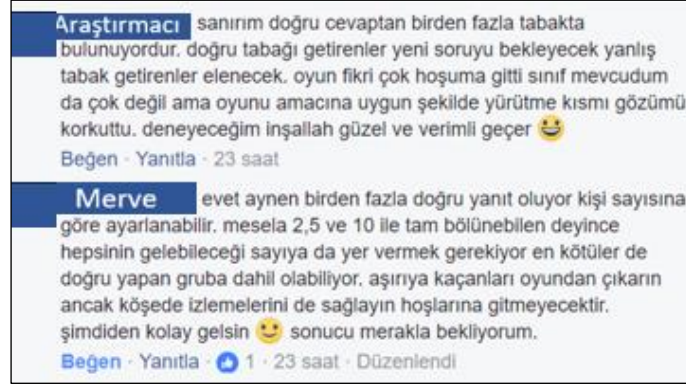 Araştırmacı sanırım doğru cevaptan birden fazla tabakta
bulunuyordur. doğru tabağı getirenler yeni soruyu bekleyecek yanlış
tabak getirenler elenecek. oyun fikri çok hoşuma gitti sınıf mevcudum
da çok değil ama oyunu amacına uygun şekilde yürütme kısmı gözümü
korkuttu. deneyeceğim inşallah güzel ve verimli geçer 😀
Beğen · Yanıtla · 23 saat
Merve evet aynen birden fazla doğru yanıt oluyor kişi sayısına
göre ayarlanabilir. mesela 2,5 ve 10 ile tam bölünebilen deyince
hepsinin gelebileceği sayıya da yer vermek gerekiyor en kötüler de
doğru yapan gruba dahil olabiliyor. aşırıya kaçanları oyundan çıkarın
ancak köşede izlemelerini de sağlayın hoşlarına gitmeyecektir.
şimdiden kolay gelsin 🙂 sonucu merakla bekliyorum.
Beğen · Yanıtla · 1 · 23 saat · Düzenlendi